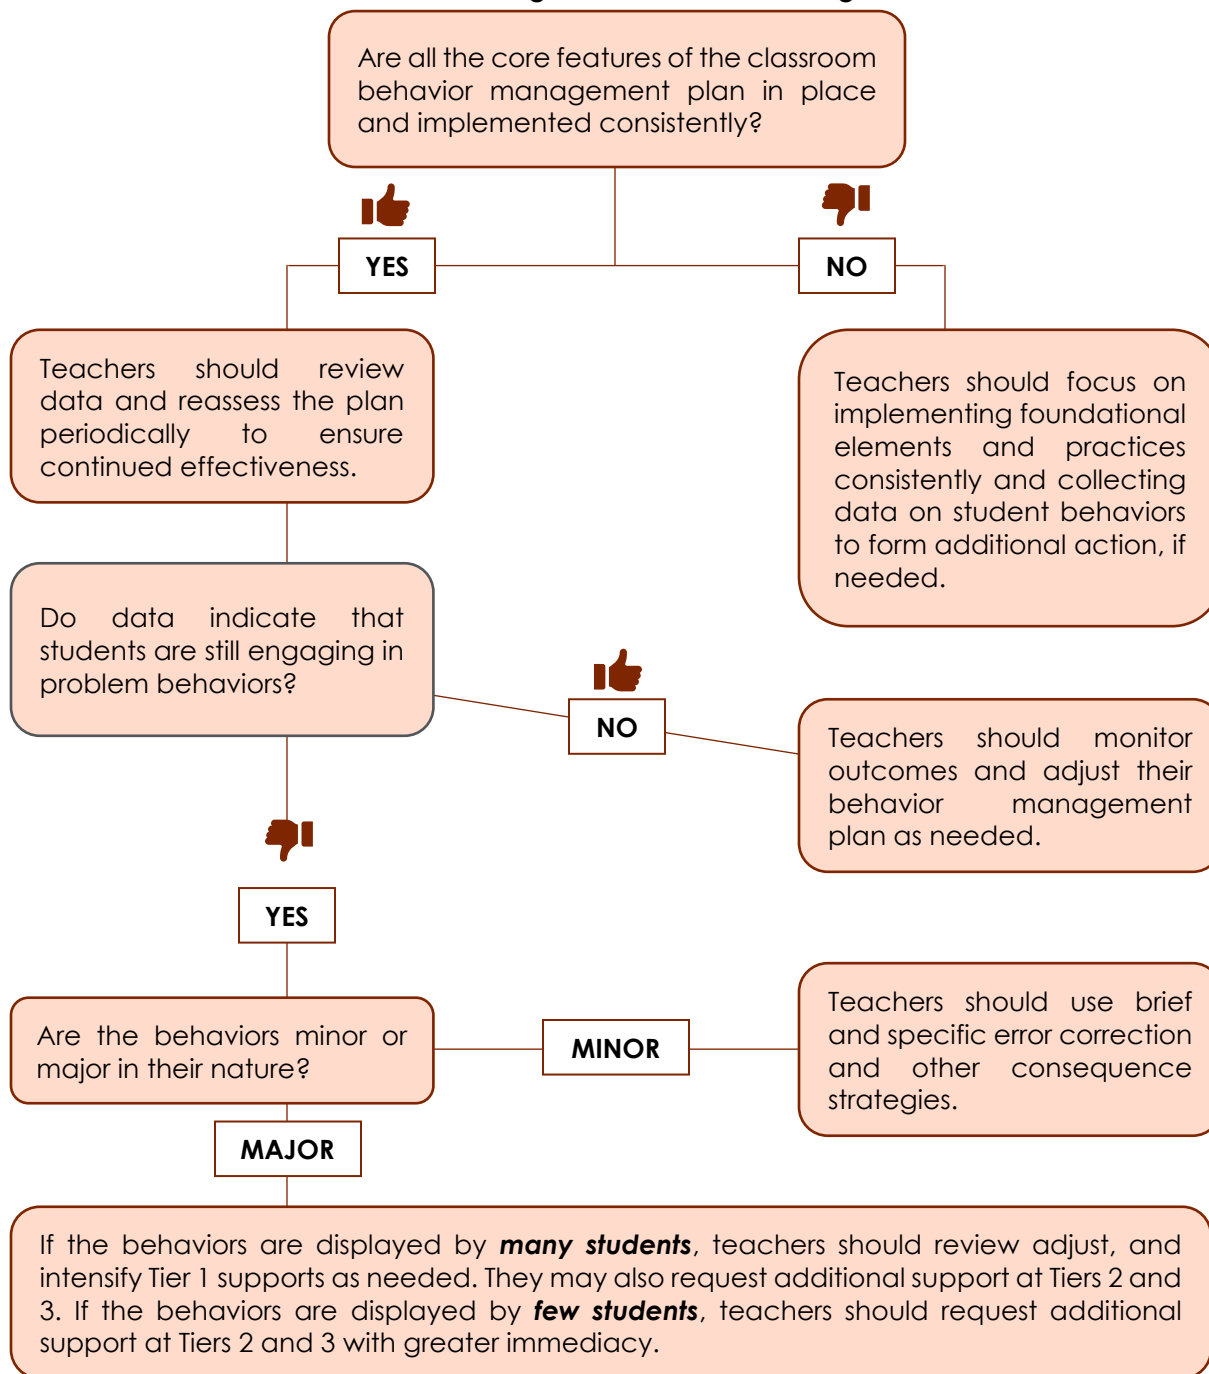 Are all the core features of the classroom
behavior management plan in place
and implemented consistently?
YES
NO
Teachers should review
data and reassess the plan
periodically to ensure
continued effectiveness.
Teachers should focus on
implementing foundational
elements and practices
consistently and collecting
data on student behaviors
to form additional action, if
needed.
Do data indicate that
students are still engaging in
problem behaviors?
NO
Teachers should monitor
outcomes and adjust their
behavior management
plan as needed.
YES
Are the behaviors minor or
major in their nature?
MINOR
Teachers should use brief
and specific error correction
and other consequence
strategies.
MAJOR
If the behaviors are displayed by many students, teachers should review adjust, and
intensify Tier 1 supports as needed. They may also request additional support at Tiers 2 and
3. If the behaviors are displayed by few students, teachers should request additional
support at Tiers 2 and 3 with greater immediacy.